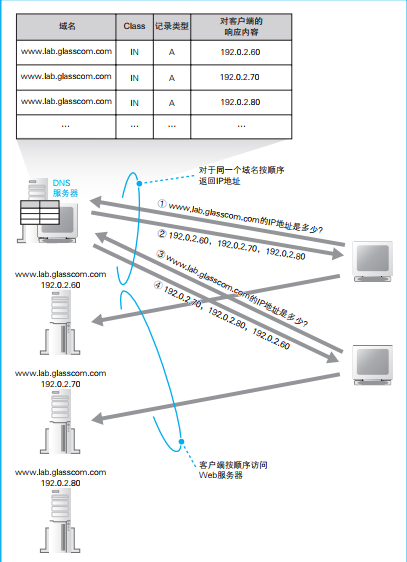 域名 Class 记录类型 对客户端的
响应内容
www.lab.glasscom.com IN A 192.0.2.60
www.lab.glasscom.com IN A 192.0.2.70
www.lab.glasscom.com IN A 192.0.2.80
… … … …
对于同一个域名按顺序
返回IP地址
DNS
服务器
① www.lab.glasscom.com的IP地址是多少?
② 192.0.2.60，192.0.2.70，192.0.2.80
③ www.lab.glasscom.com的IP地址是多少?
④ 192.0.2.70，192.0.2.80，192.0.2.60
www.lab.glasscom.com
192.0.2.60
www.lab.glasscom.com
192.0.2.70
客户端按顺序访问
Web服务器
www.lab.glasscom.com
192.0.2.80